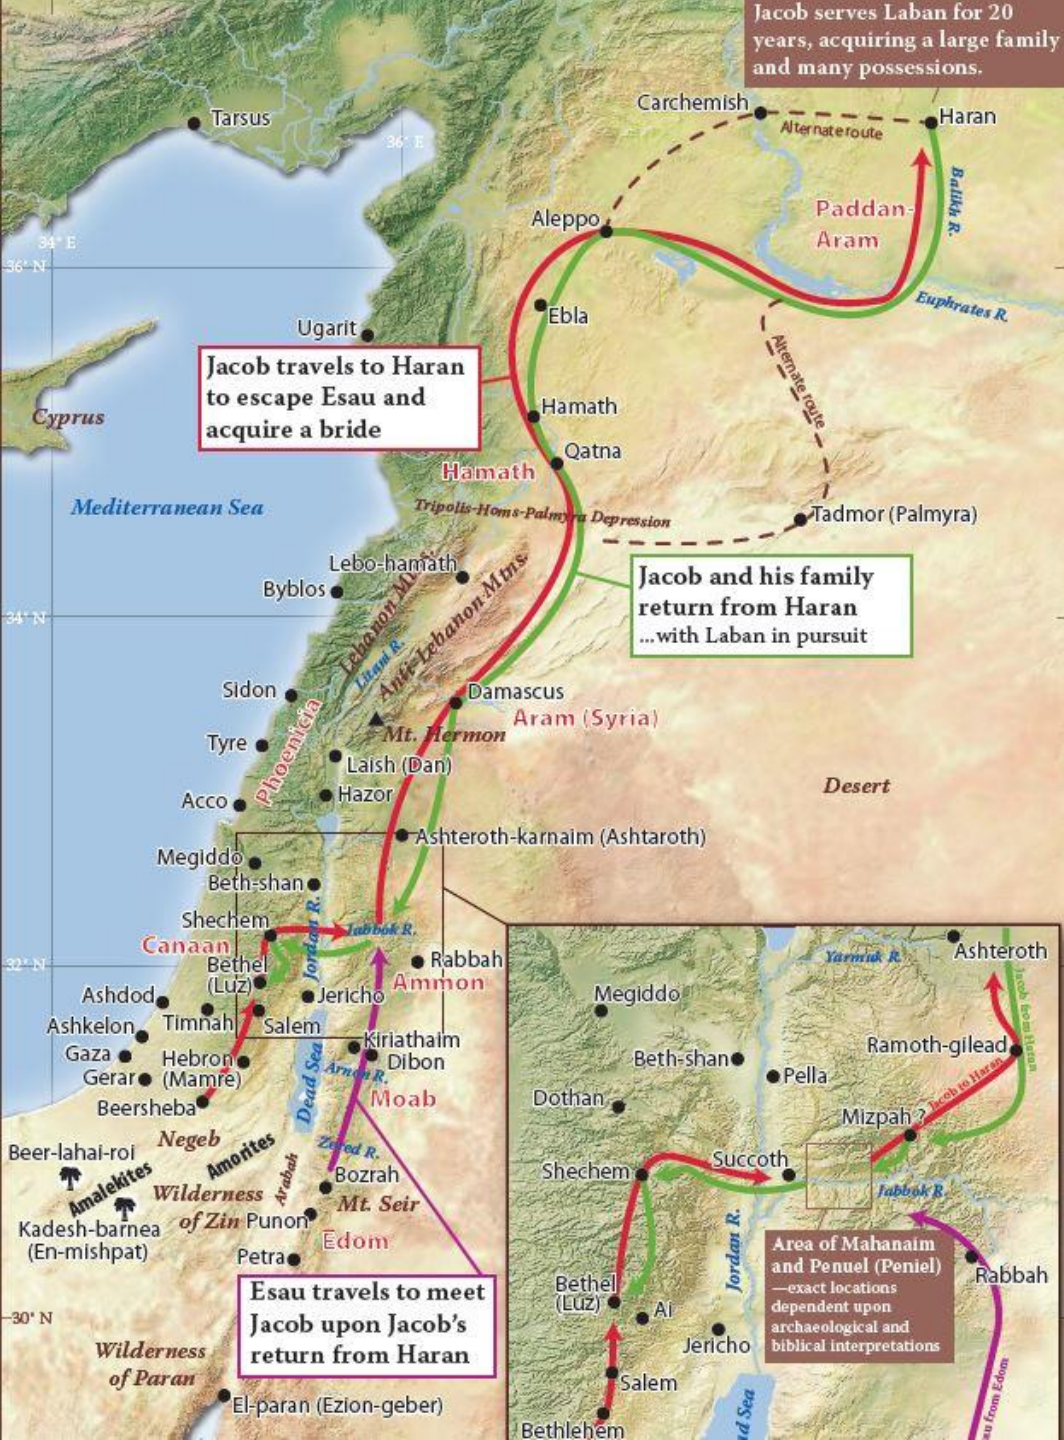 Jacob serves Laban for 20
years, acquiring a large family
and many possessions.
Carchemish
Alternate route
Haran
Tarsus
36° E
Balikh R.
Paddan-
Aram
Aleppo
34° E
36° N
Euphrates R.
Ebla
Ugarit
Alternate route
Jacob travels to Haran
to escape Esau and
acquire a bride
Cyprus
Hamath
Qatna
Hamath
Mediterranean Sea
Tripolis-Homs-Palmyra Depression
Tadmor (Palmyra)
Lebo-hamath
Byblos
Jacob and his family
return from Haran
...with Laban in pursuit
34° N
Lebanon Mtns.
Litani R.
Anti-Lebanon Mtns.
Sidon
Damascus
Aram (Syria)
Phoenicia
Mt. Hermon
Tyre
Laish (Dan)
Desert
Acco
Hazor
Ashteroth-karnaim (Ashtaroth)
Megiddo
Beth-shan
Shechem
Jabbok R.
Jordan R.
Canaan
32° N
Bethel
(Luz)
Rabbah
Ammon
Ashdod
Jericho
Timnah
Salem
Ashkelon
Kiriathaim
Gaza
Hebron
(Mamre)
Dibon
Gerar
Arnon R.
Dead Sea
Moab
Beersheba
Negeb
Zered R.
Beer-lahai-roi
Amorites
Amalekites
Arabah
Bozrah
Wilderness
of Zin
Mt. Seir
Kadesh-barnea
(En-mishpat)
Punon
Edom
Petra
Esau travels to meet
Jacob upon Jacob's
return from Haran
30° N
Wilderness
of Paran
El-paran (Ezion-geber)
Ashteroth
Yarmuk R.
Jacob from Haran
Megiddo
Ramoth-gilead
Beth-shan
Pella
Jacob to Haran
Dothan
Mizpah ?
Shechem
Succoth
Jabbok R.
Jordan R.
Area of Mahanaim
and Penuel (Peniel)
—exact locations
dependent upon
archaeological and
biblical interpretations
Rabbah
Bethel
(Luz)
Ai
Jericho
Salem
from Edom
Bethlehem
Sea